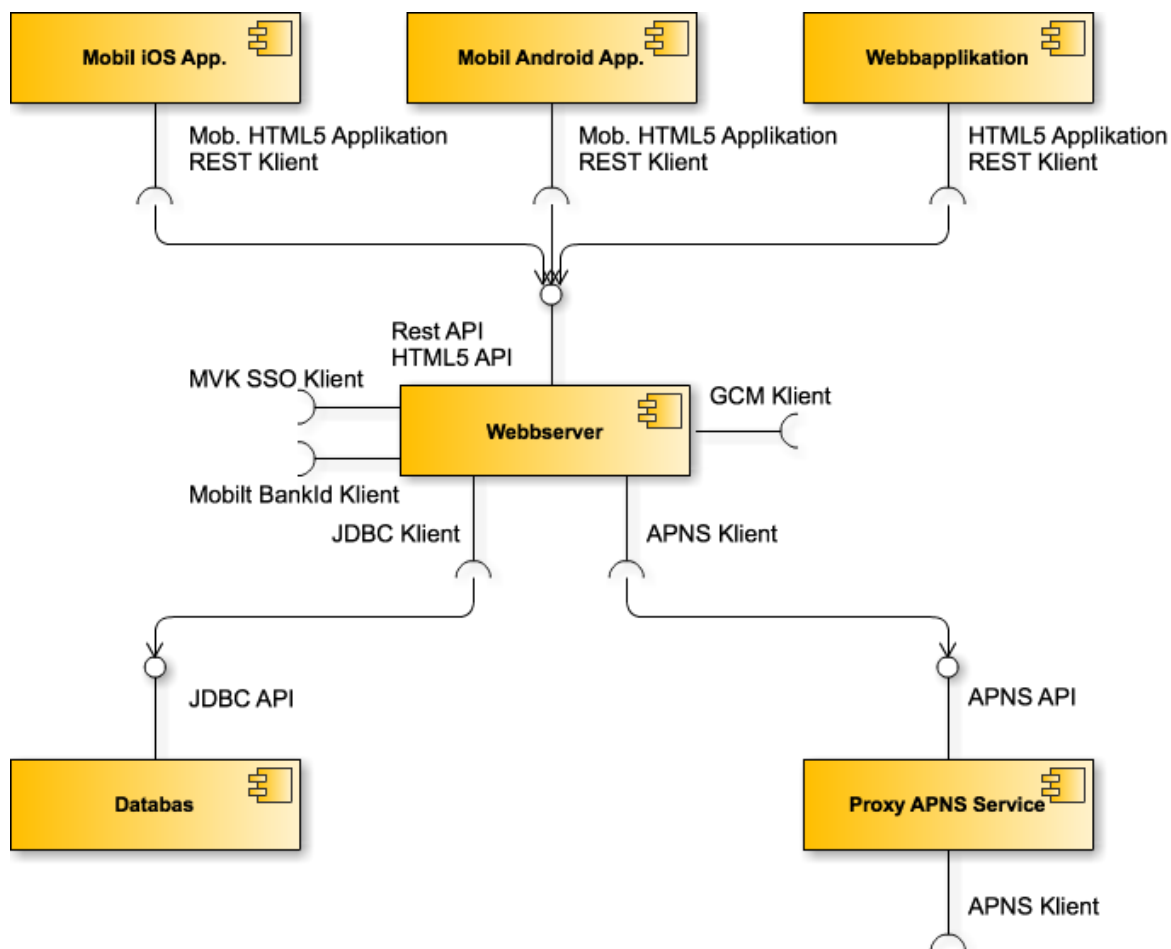 Mobil iOS App.
Mobil Android App.
Webbapplikation
Mob. HTML5 Applikation
REST Klient
Mob. HTML5 Applikation
REST Klient
HTML5 Applikation
REST Klient
Rest API
HTML5 API
MVK SSO Klient
GCM Klient
Webbserver
Mobilt BankId Klient
JDBC Klient
APNS Klient
JDBC API
APNS API
Databas
Proxy APNS Service
APNS Klient